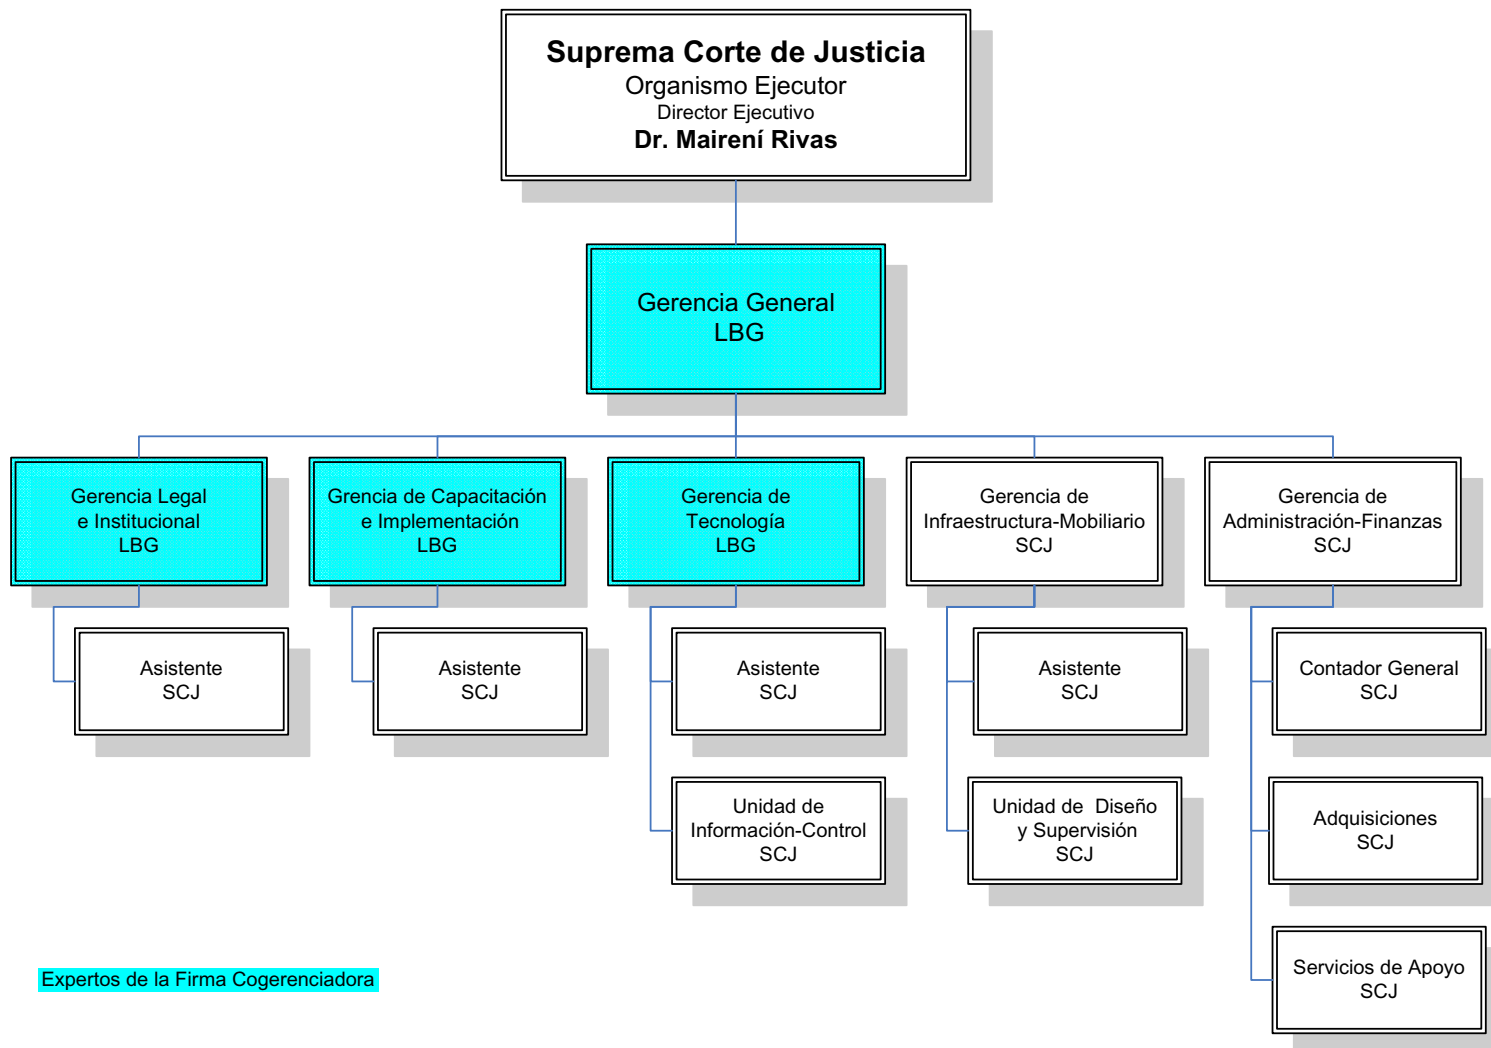 Suprema Corte de Justicia
Organismo Ejecutor
Director Ejecutivo
Dr. Mairení Rivas
Gerencia General
LBG
Gerencia Legal
e Institucional
LBG
Grencia de Capacitación
e Implementación
LBG
Gerencia de
Tecnología
LBG
Gerencia de
Infraestructura-Mobiliario
SCJ
Gerencia de
Administración-Finanzas
SCJ
Asistente
SCJ
Asistente
SCJ
Asistente
SCJ
Asistente
SCJ
Contador General
SCJ
Unidad de
Información-Control
SCJ
Unidad de  Diseño
y Supervisión
SCJ
Adquisiciones
SCJ
Servicios de Apoyo
SCJ
Expertos de la Firma Cogerenciadora